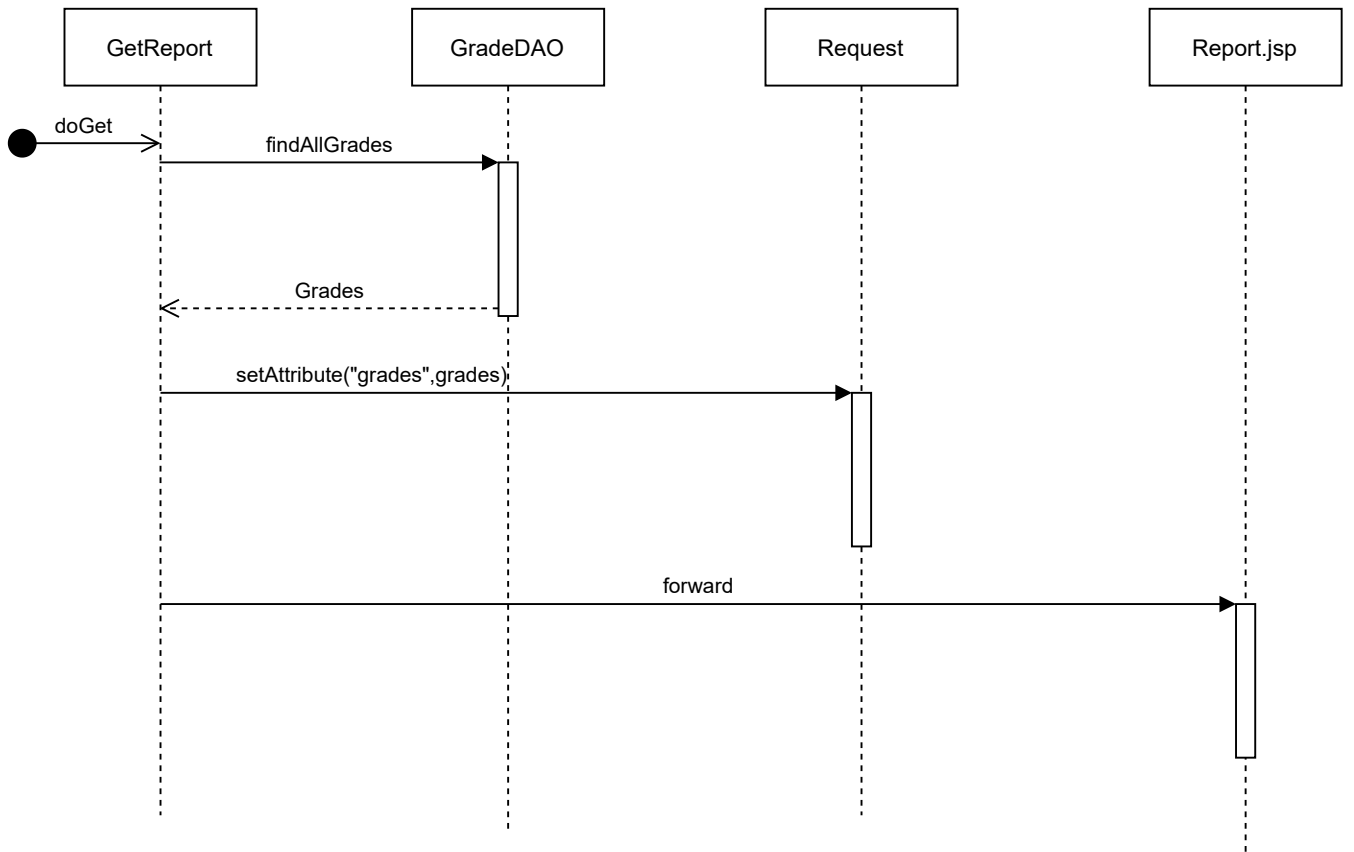 GetReport
GradeDAO
Request
Report.jsp
doGet
findAllGrades
Grades
setAttribute("grades",grades)
forward